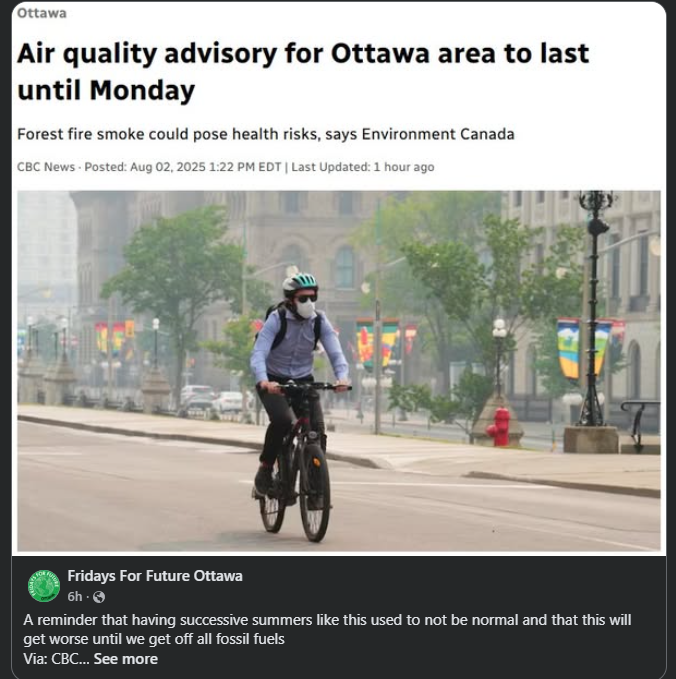 Ottawa
Air quality advisory for Ottawa area to last
until Monday
Forest fire smoke could pose health risks, says Environment Canada
CBC News · Posted: Aug 02, 2025 1:22 PM EDT | Last Updated: 1 hour ago
FRIDAYS FOR FUTURE
Fridays For Future Ottawa
6h ·
A reminder that having successive summers like this used to not be normal and that this will
get worse until we get off all fossil fuels
Via: CBC... See more